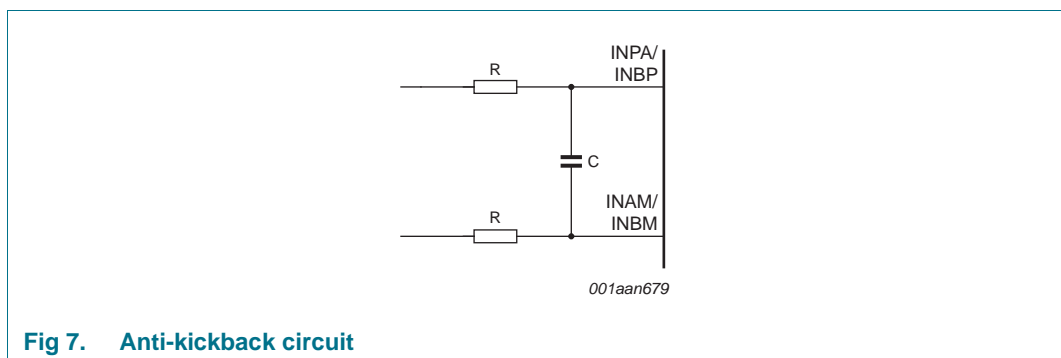 INPA/
INBP
R
C
INAM/
INBM
R
001aan679
Fig 7. Anti-kickback circuit